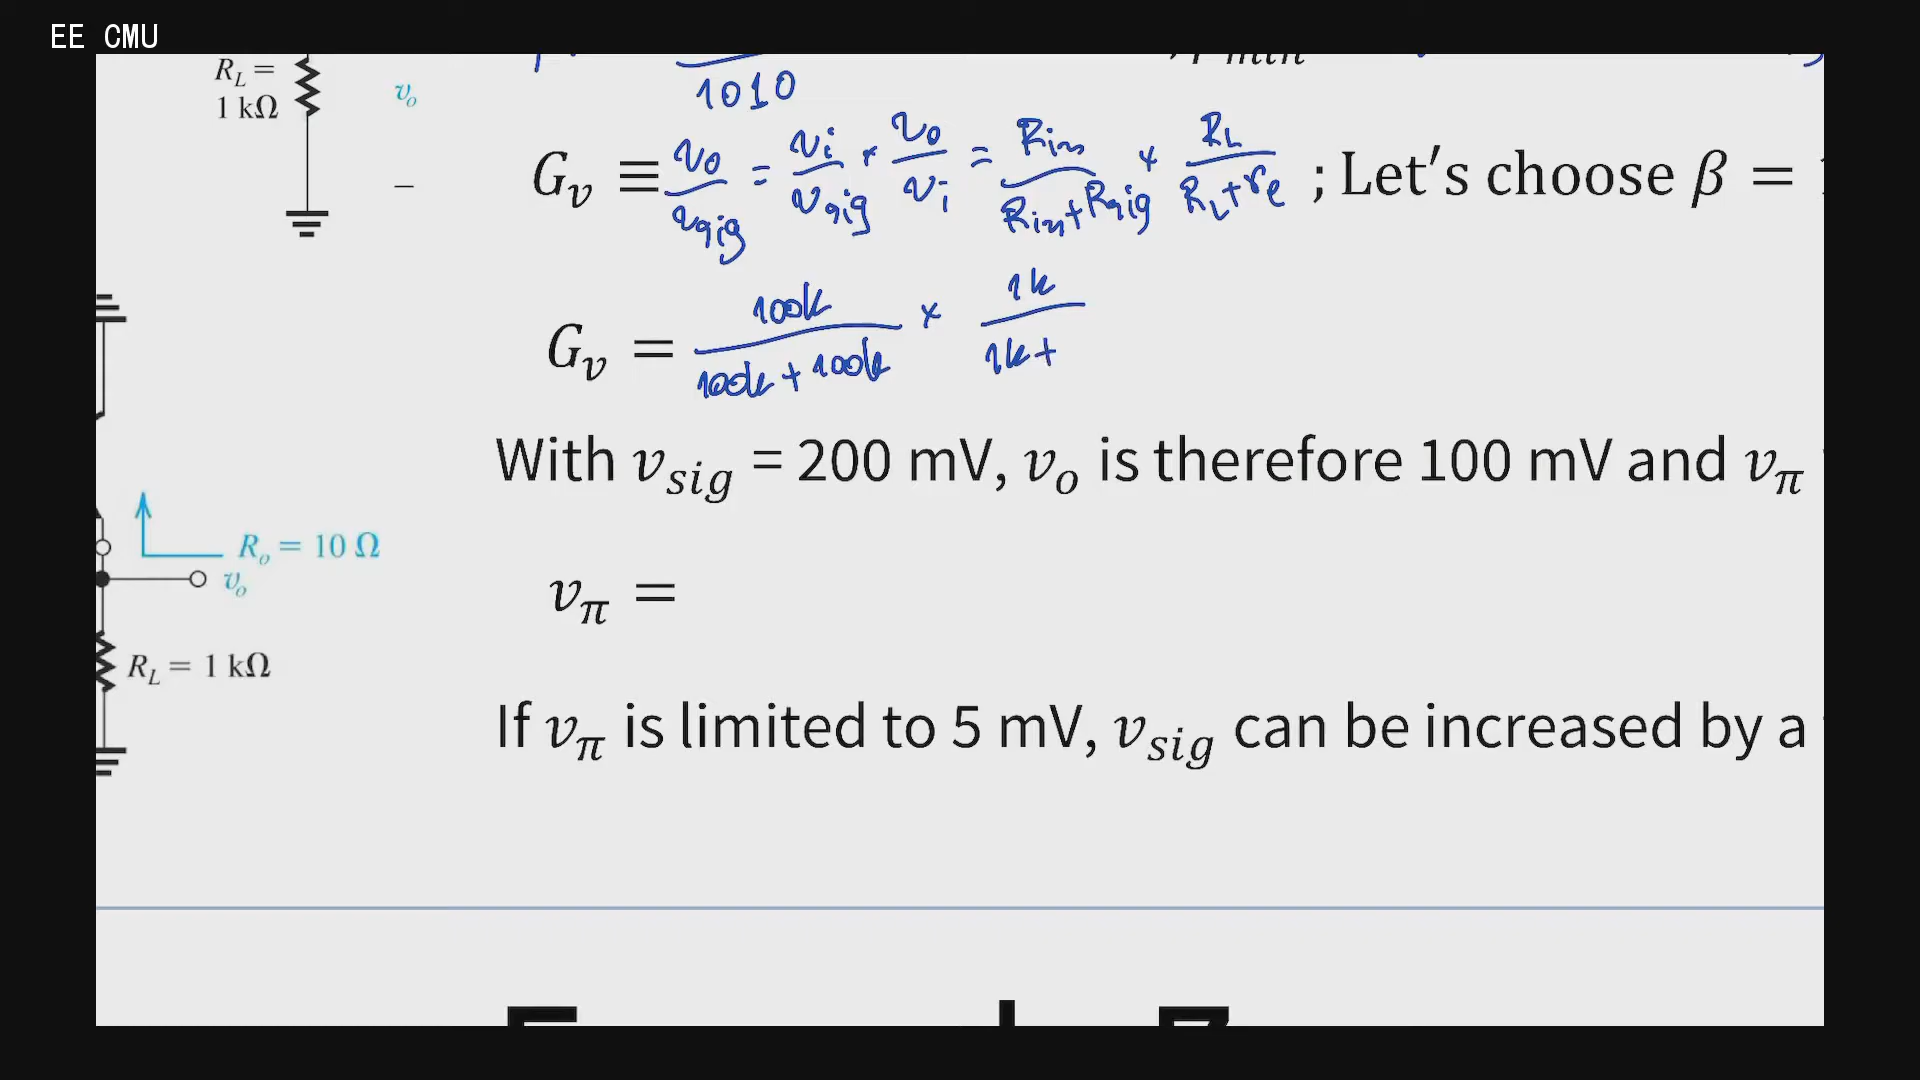 EE CMU
R_L =
1 kΩ
v_o
−
1010
G_v ≡ v_o/v_sig = v_i/v_sig × v_o/v_i = R_in/(R_in+R_sig) × R_L/(R_L+r_e) ; Let's choose β =
G_v = 100k/(100k+100k) × 1k/(1k+
With v_sig = 200 mV, v_o is therefore 100 mV and v_π
R_o = 10 Ω
v_o
v_π =
R_L = 1 kΩ
If v_π is limited to 5 mV, v_sig can be increased by a